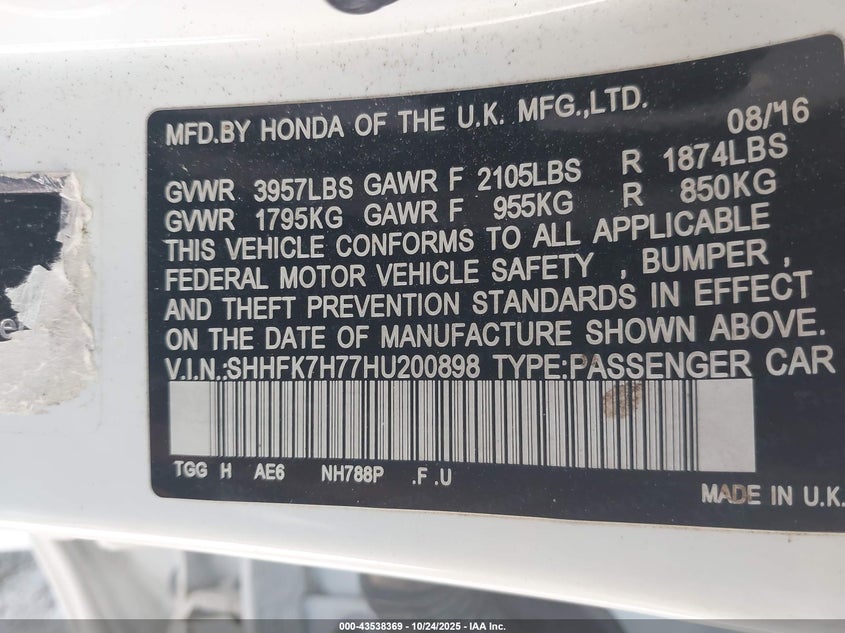 MFD.BY HONDA OF THE U.K. MFG.,LTD. 08/'16
GVWR 3957LBS GAWR F 2105LBS R 1874LBS
GVWR 1795KG GAWR F 955KG R 850KG
THIS VEHICLE CONFORMS TO ALL APPLICABLE
FEDERAL MOTOR VEHICLE SAFETY , BUMPER ,
AND THEFT PREVENTION STANDARDS IN EFFECT
ON THE DATE OF MANUFACTURE SHOWN ABOVE.
V.I.N.:SHHFK7H77HU200898 TYPE:PASSENGER CAR
TGG H AE6 NH788P .F .U
MADE IN U.K.
000-43538369 | 10/24/2025 | IAA Inc.